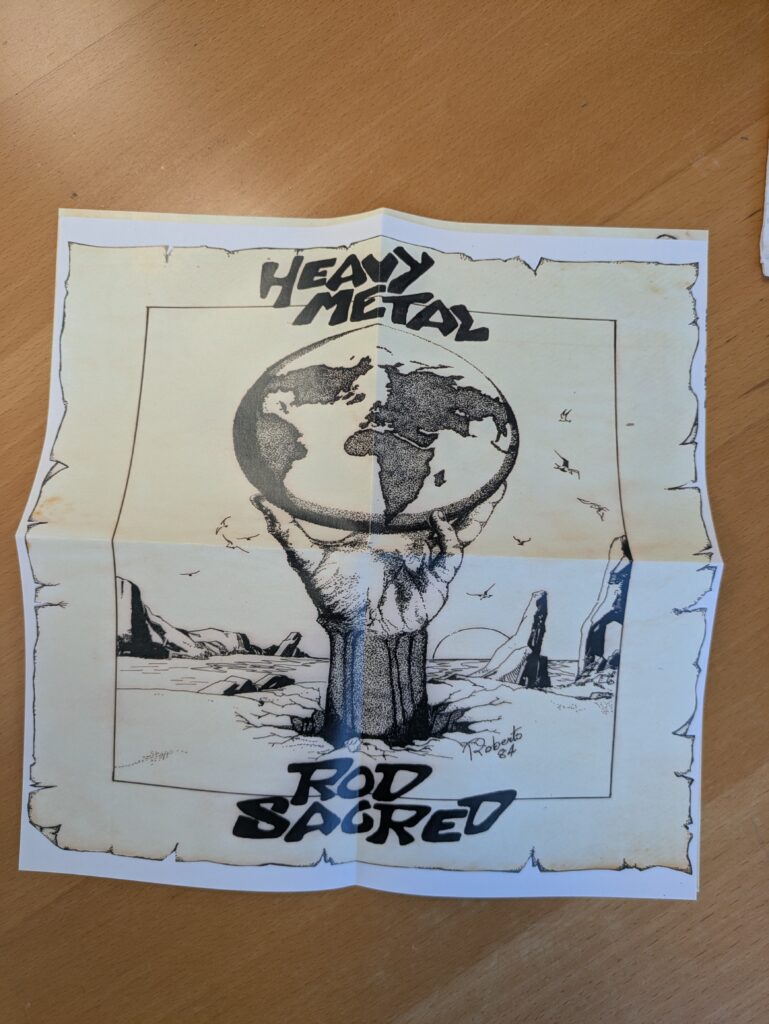 HEAVY
METAL
Roberto
84
ROD
SACRED